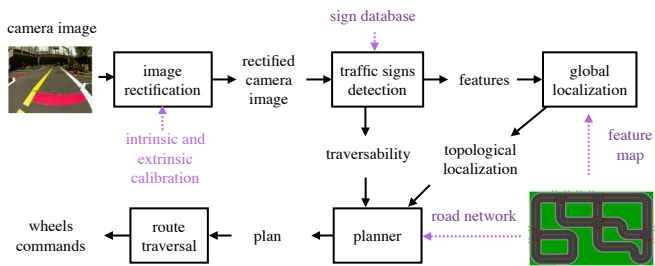 sign database
camera image
image
rectification
rectified
camera
image
traffic signs
detection
features
global
localization
intrinsic and
extrinsic
calibration
traversability
topological
localization
feature
map
wheels
commands
route
traversal
plan
planner
road network